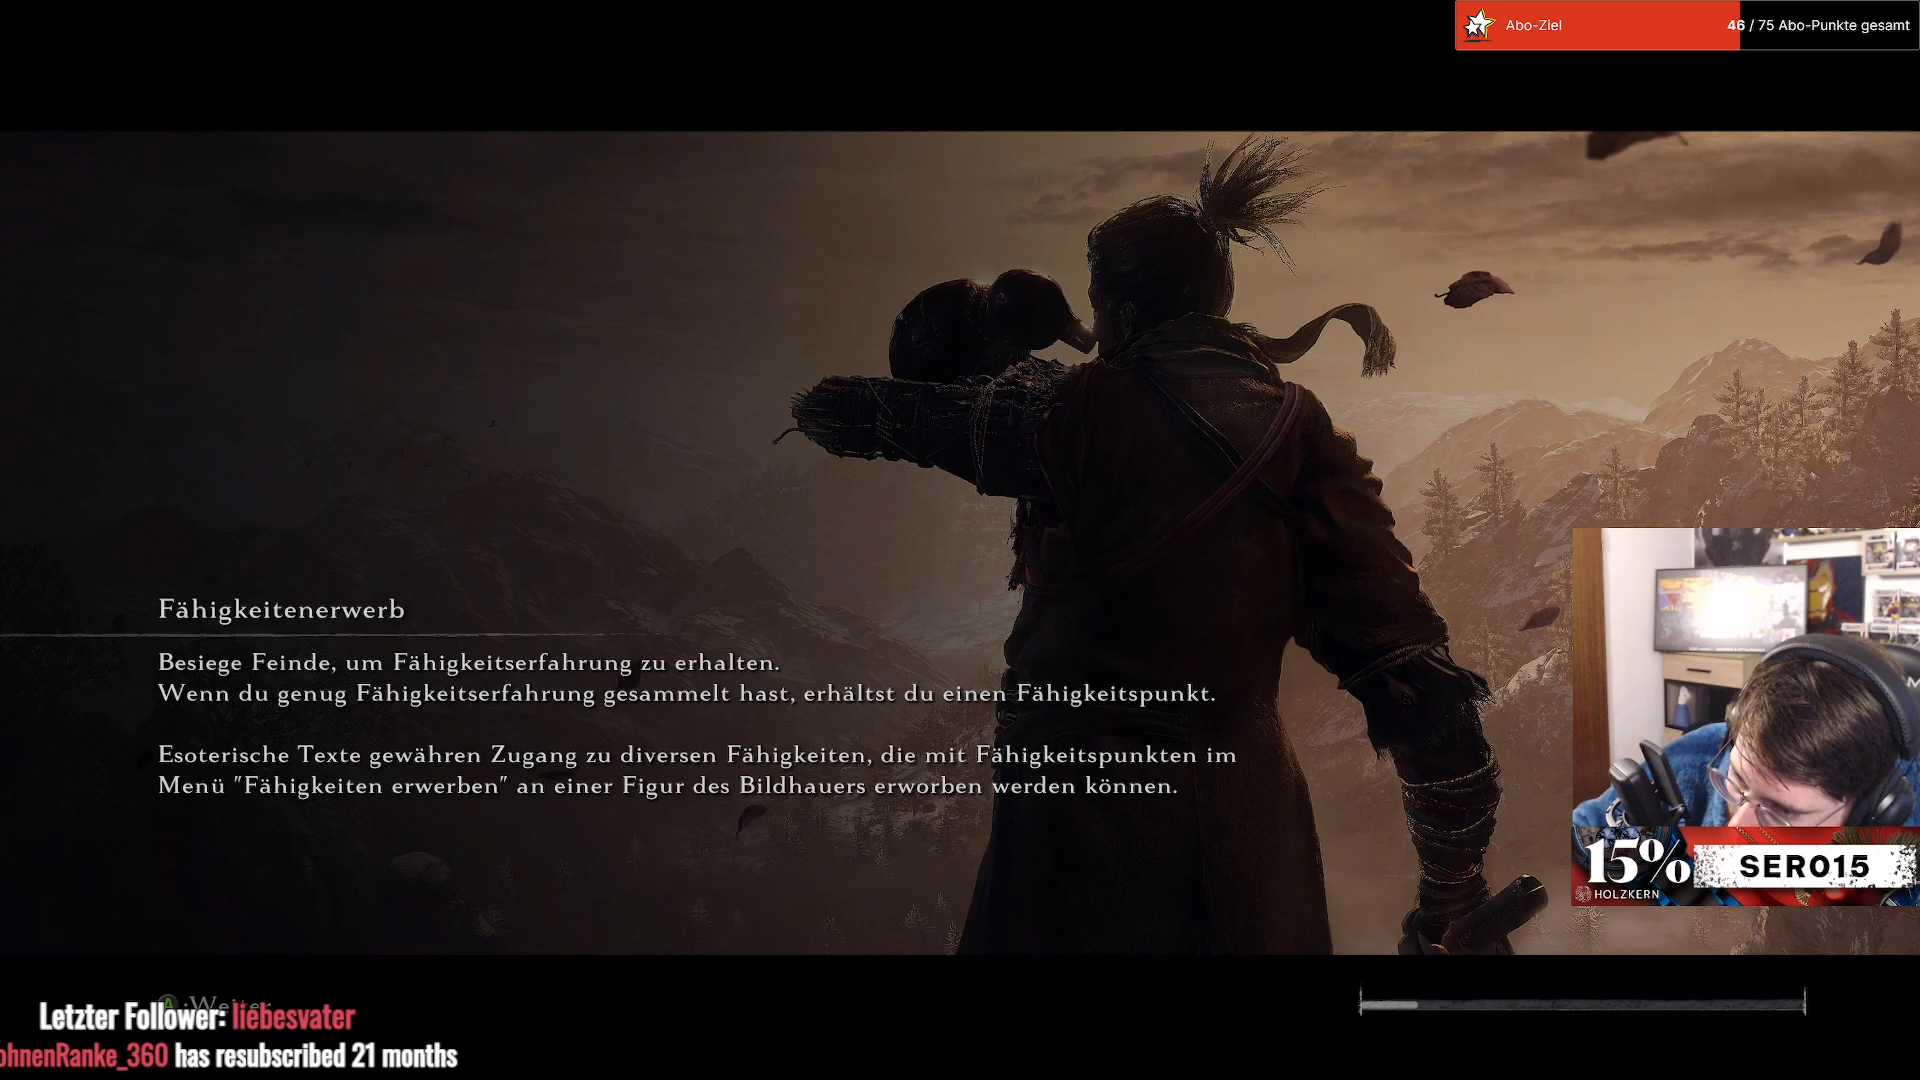 Abo-Ziel
46 / 75 Abo-Punkte gesamt
Fähigkeitenerwerb
Besiege Feinde, um Fähigkeitserfahrung zu erhalten.
Wenn du genug Fähigkeitserfahrung gesammelt hast, erhältst du einen Fähigkeitspunkt.
Esoterische Texte gewähren Zugang zu diversen Fähigkeiten, die mit Fähigkeitspunkten im
Menü "Fähigkeiten erwerben" an einer Figur des Bildhauers erworben werden können.
15%
HOLZKERN
SERO15
A :Weiter
Letzter Follower: liebesvater
ohnenRanke_360 has resubscribed 21 months